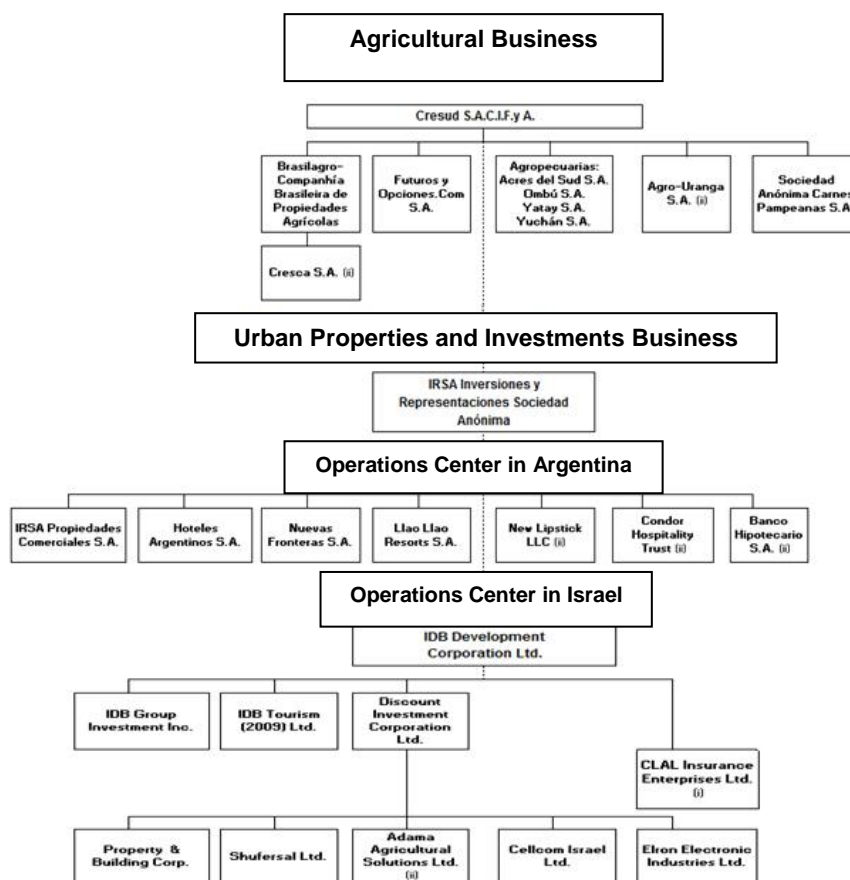 Agricultural Business
Cresud S.A.C.I.F.y A.
Brasilagro-
Companhía
Brasileira de
Propiedades
Agrícolas
Futuros y
Opciones.Com
S.A.
Agropecuarias:
Acres del Sud S.A.
Ombú S.A.
Yatay S.A.
Yuchán S.A.
Agro-Uranga
S.A. (ii)
Sociedad
Anónima Carnes
Pampeanas S.A
Cresca S.A. (ii)
Urban Properties and Investments Business
IRSA Inversiones y
Representaciones Sociedad
Anónima
Operations Center in Argentina
IRSA Propiedades
Comerciales S.A.
Hoteles
Argentinos S.A.
Nuevas
Fronteras S.A.
Llao Llao
Resorts S.A.
New Lipstick
LLC (ii)
Condor
Hospitality
Trust (ii)
Banco
Hipotecario
S.A. (ii)
Operations Center in Israel
IDB Development
Corporation Ltd.
IDB Group
Investment Inc.
IDB Tourism
(2009) Ltd.
Discount
Investment
Corporation
Ltd.
CLAL Insurance
Enterprises Ltd.
(i)
Property &
Building Corp.
Shufersal Ltd.
Adama
Agricultural
Solutions Ltd.
(ii)
Cellcom Israel
Ltd.
Elron Electronic
Industries Ltd.